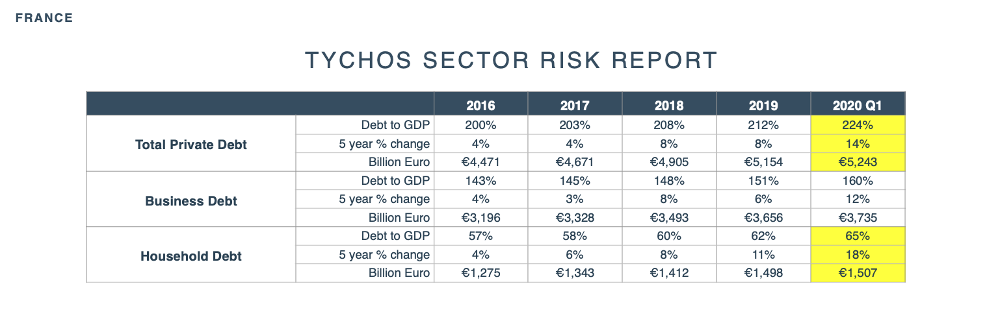 FRANCE
TYCHOS SECTOR RISK REPORT
2016 2017 2018 2019 2020 Q1
Total Private Debt
Debt to GDP 200% 203% 208% 212% 224%
5 year % change 4% 4% 8% 8% 14%
Billion Euro €4,471 €4,671 €4,905 €5,154 €5,243
Business Debt
Debt to GDP 143% 145% 148% 151% 160%
5 year % change 4% 3% 8% 6% 12%
Billion Euro €3,196 €3,328 €3,493 €3,656 €3,735
Household Debt
Debt to GDP 57% 58% 60% 62% 65%
5 year % change 4% 6% 8% 11% 18%
Billion Euro €1,275 €1,343 €1,412 €1,498 €1,507